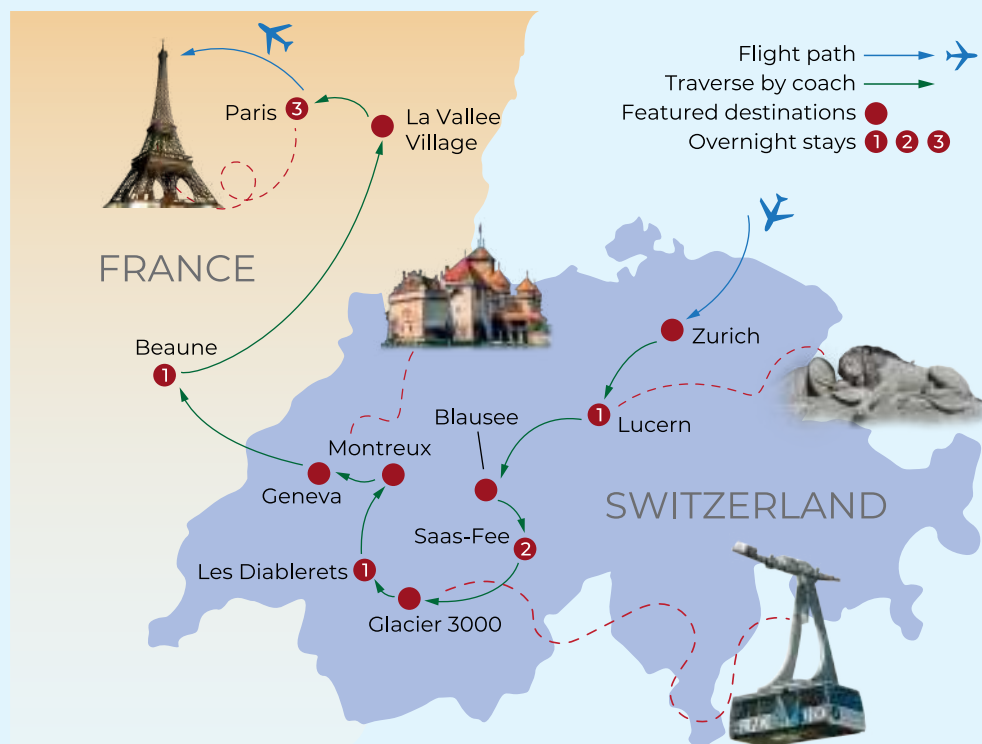 Flight path
Traverse by coach
Featured destinations
Overnight stays 1 2 3
Paris 3
La Vallee
Village
FRANCE
Beaune
1
Zurich
1 Lucern
Blausee
Montreux
Geneva
SWITZERLAND
Saas-Fee 2
Les Diablerets 1
Glacier 3000